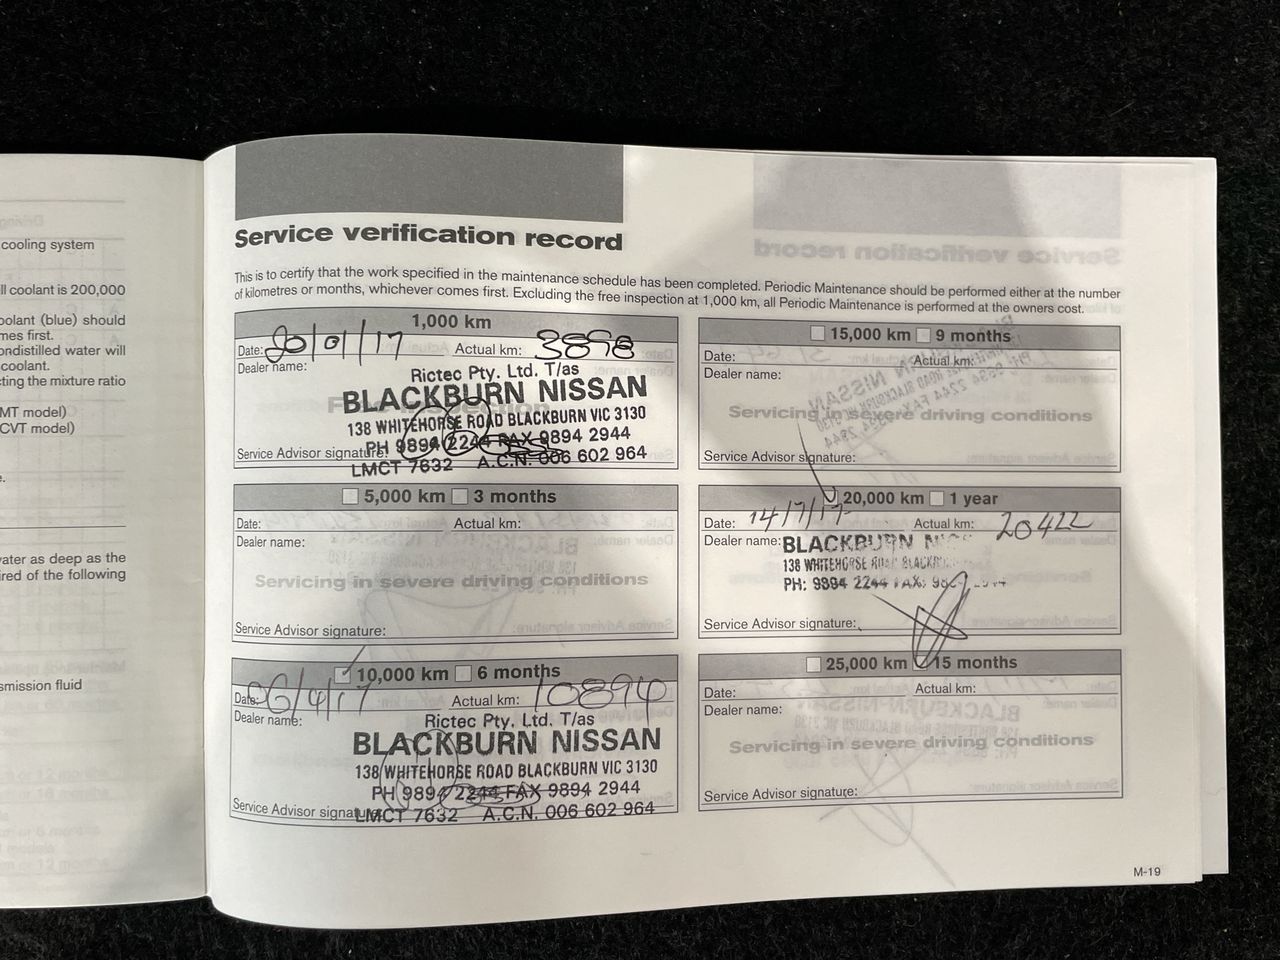 cooling system
ll coolant is 200,000
oolant (blue) should
mes first.
ondistilled water will
coolant.
cting the mixture ratio
MT model)
CVT model)
e.
vater as deep as the
ired of the following
smission fluid
Service verification record
This is to certify that the work specified in the maintenance schedule has been completed. Periodic Maintenance should be performed either at the number
of kilometres or months, whichever comes first. Excluding the free inspection at 1,000 km, all Periodic Maintenance is performed at the owners cost.
1,000 km
Date: 20/01/17 Actual km: 3898
Dealer name:
Rictec Pty. Ltd. T/as
BLACKBURN NISSAN
138 WHITEHORSE ROAD BLACKBURN VIC 3130
PH 9894 2244 FAX 9894 2944
Service Advisor signature:
LMCT 7632 A.C.N. 006 602 964
5,000 km 3 months
Date: Actual km:
Dealer name:
Servicing in severe driving conditions
Service Advisor signature:
10,000 km 6 months
Date: 06/4/17 Actual km: 10894
Dealer name:
Rictec Pty. Ltd. T/as
BLACKBURN NISSAN
138 WHITEHORSE ROAD BLACKBURN VIC 3130
PH 9894 2244 FAX 9894 2944
Service Advisor signature
LMCT 7632 A.C.N. 006 602 964
15,000 km 9 months
Date: Actual km:
Dealer name:
Servicing in severe driving conditions
Service Advisor signature:
20,000 km 1 year
Date: 14/7/17 Actual km: 20422
Dealer name:
BLACKBURN
138 WHITEHORSE
PH: 9894 2244 FAX:
Service Advisor signature:
25,000 km 15 months
Date: Actual km:
Dealer name:
Servicing in severe driving conditions
Service Advisor signature:
M-19